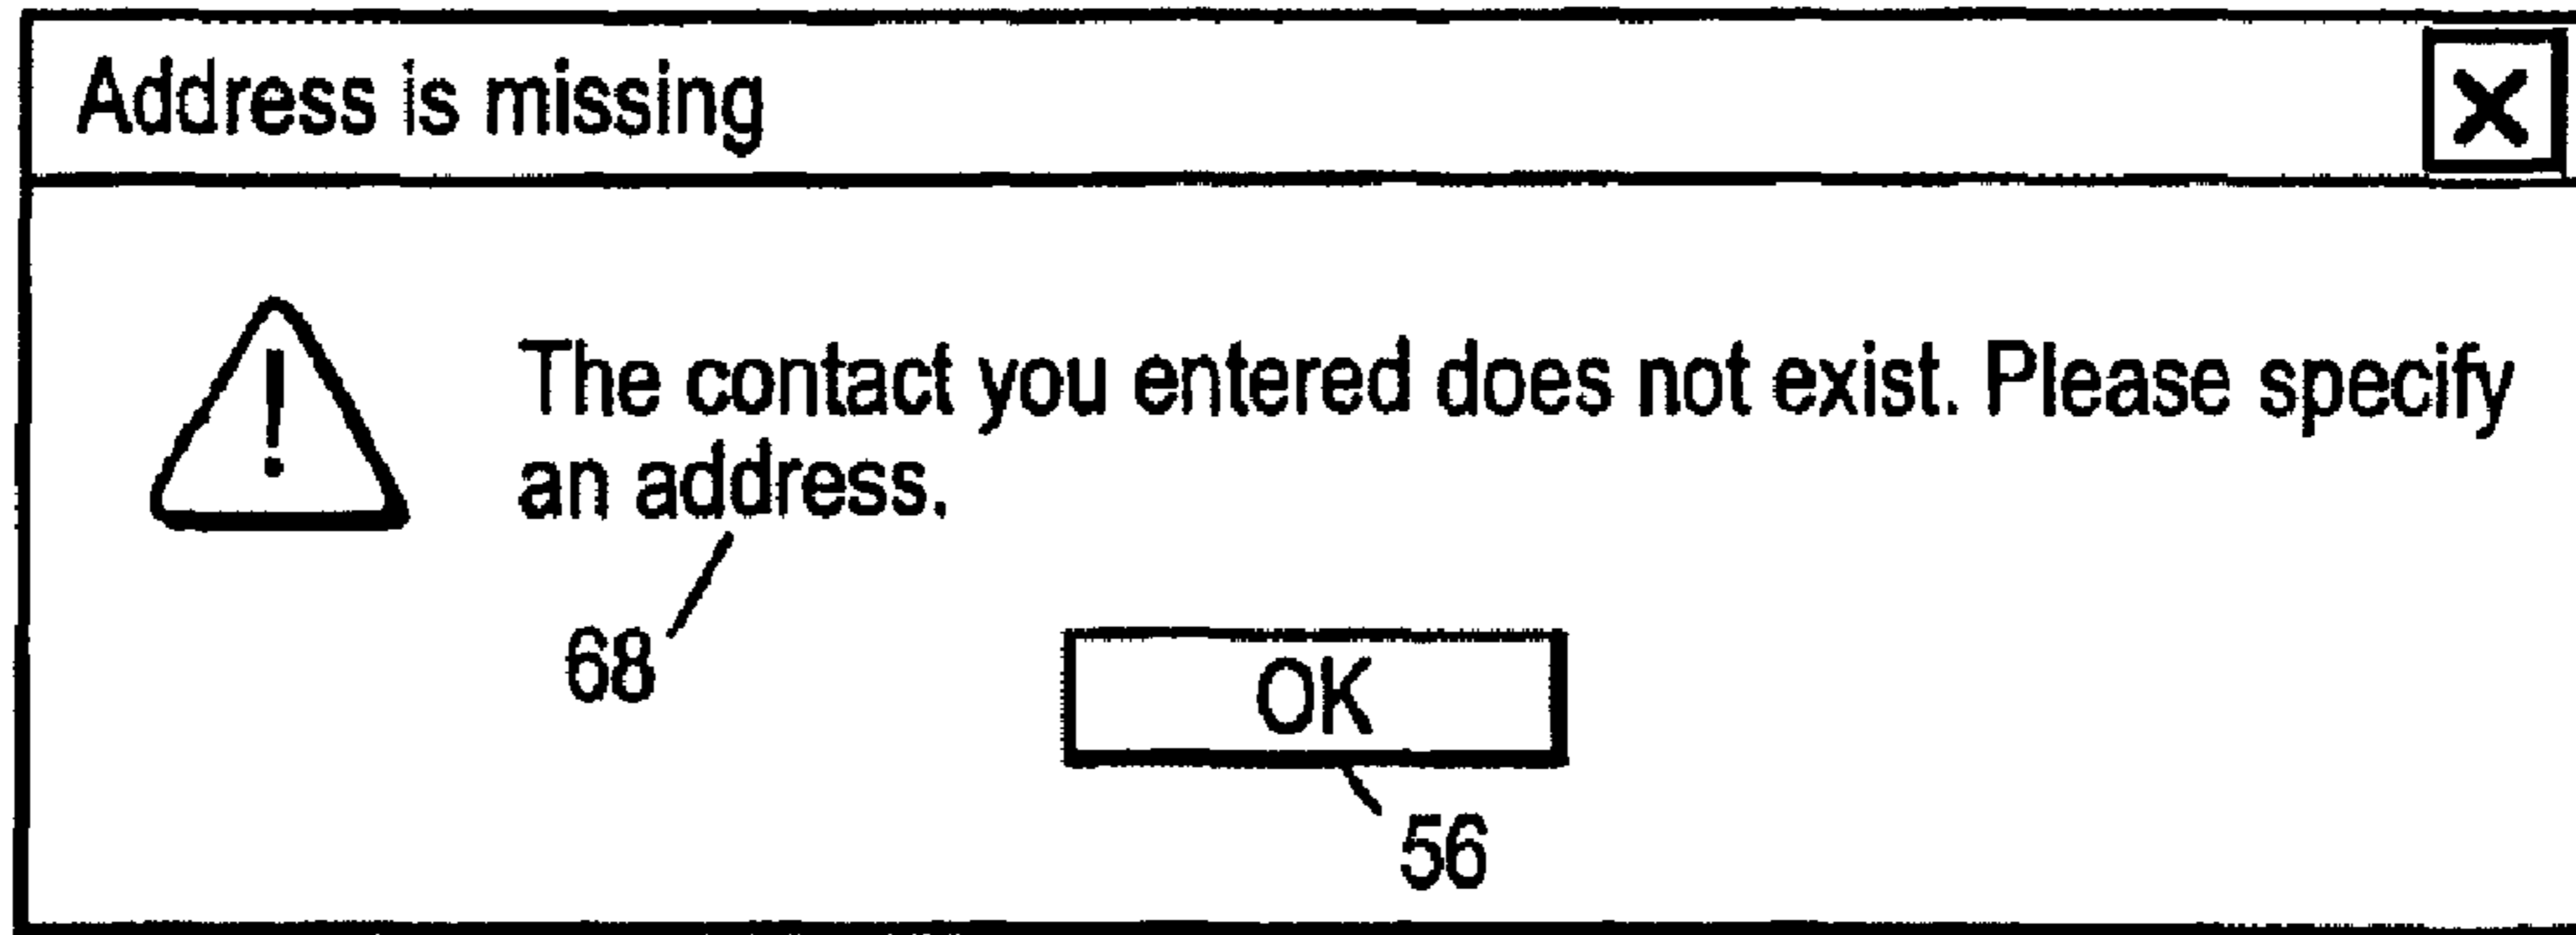 Address is missing
The contact you entered does not exist. Please specify
an address.
68
OK
56